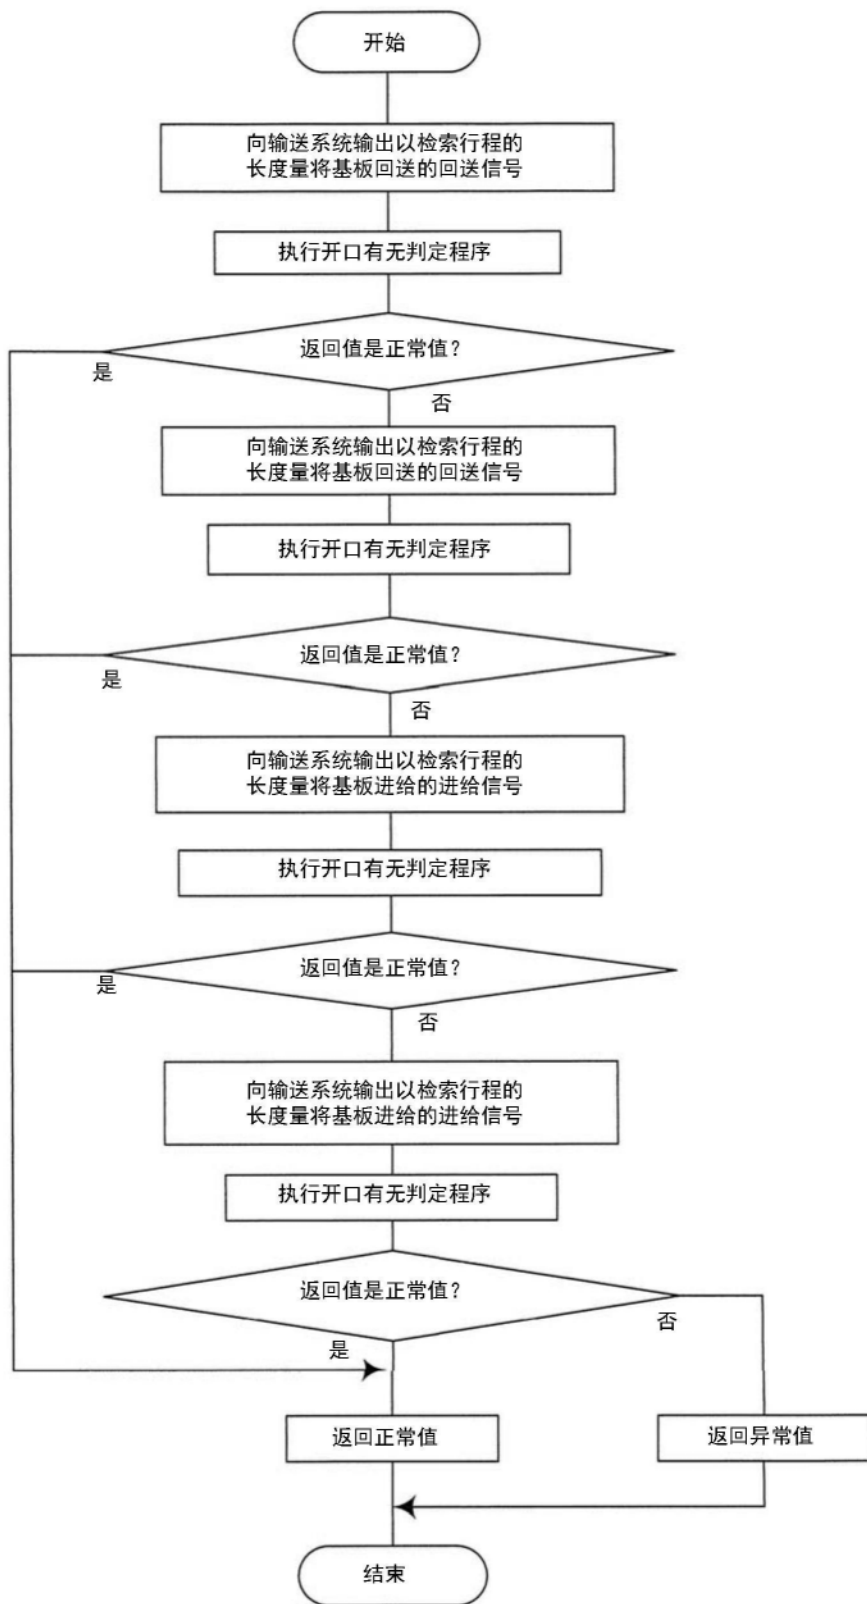 开始
向输送系统输出以检索行程的
长度量将基板回送的回送信号
执行开口有无判定程序
返回值是正常值?
是
否
向输送系统输出以检索行程的
长度量将基板回送的回送信号
执行开口有无判定程序
返回值是正常值?
是
否
向输送系统输出以检索行程的
长度量将基板进给的进给信号
执行开口有无判定程序
返回值是正常值?
是
否
向输送系统输出以检索行程的
长度量将基板进给的进给信号
执行开口有无判定程序
返回值是正常值?
否
是
返回正常值
返回异常值
结束